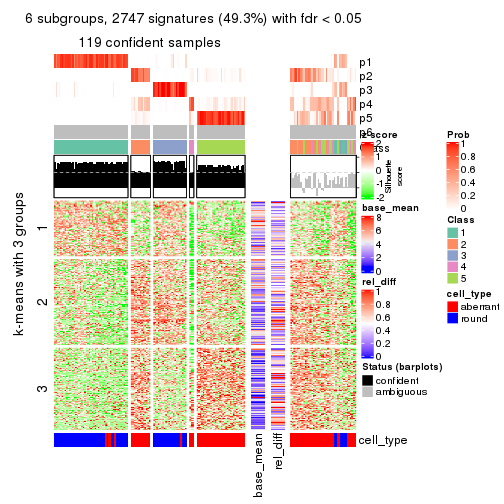 6 subgroups, 2747 signatures (49.3%) with fdr < 0.05
119 confident samples
p1
p2
p3
p4
p5
p6
Class
Silhouette
score
z-score
2
1
0
-1
-2
base_mean
8
6
4
2
0
rel_diff
1
0.8
0.6
0.4
0.2
0
Status (barplots)
confident
ambiguous
Prob
1
0.8
0.6
0.4
0.2
0
Class
1
2
3
4
5
cell_type
aberrant
round
k-means with 3 groups
1
2
3
base_mean
rel_diff
cell_type